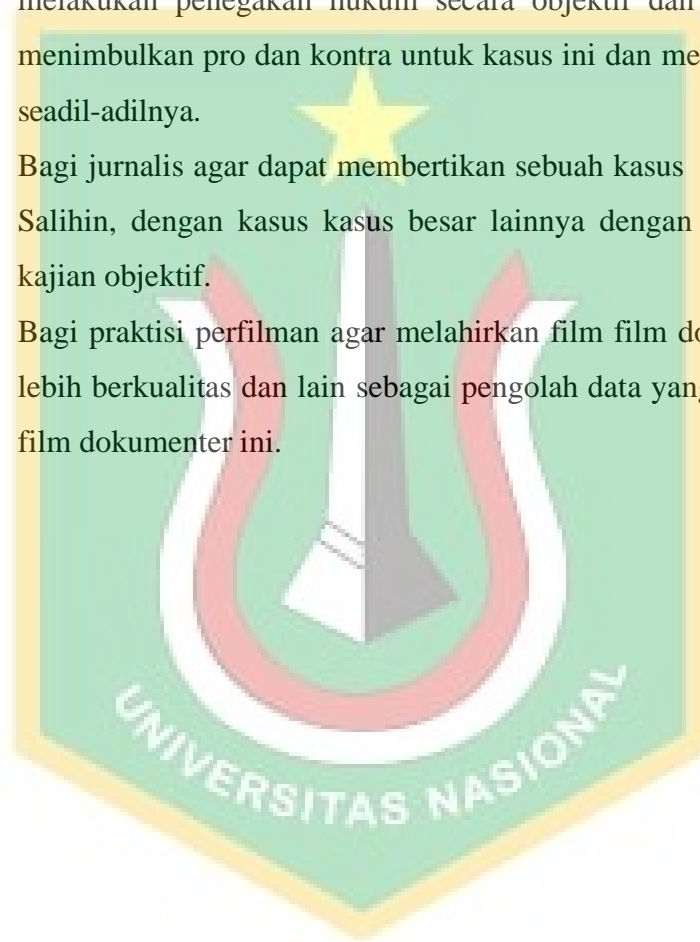 melakukan penegakan hukum secara objektif dan
menimbulkan pro dan kontra untuk kasus ini dan me
seadil-adilnya.
Bagi jurnalis agar dapat membertikan sebuah kasus
Salihin, dengan kasus kasus besar lainnya dengan
kajian objektif.
Bagi praktisi perfilman agar melahirkan film film do
lebih berkualitas dan lain sebagai pengolah data yang
film dokumenter ini.
UNIVERSITAS NASIONAL